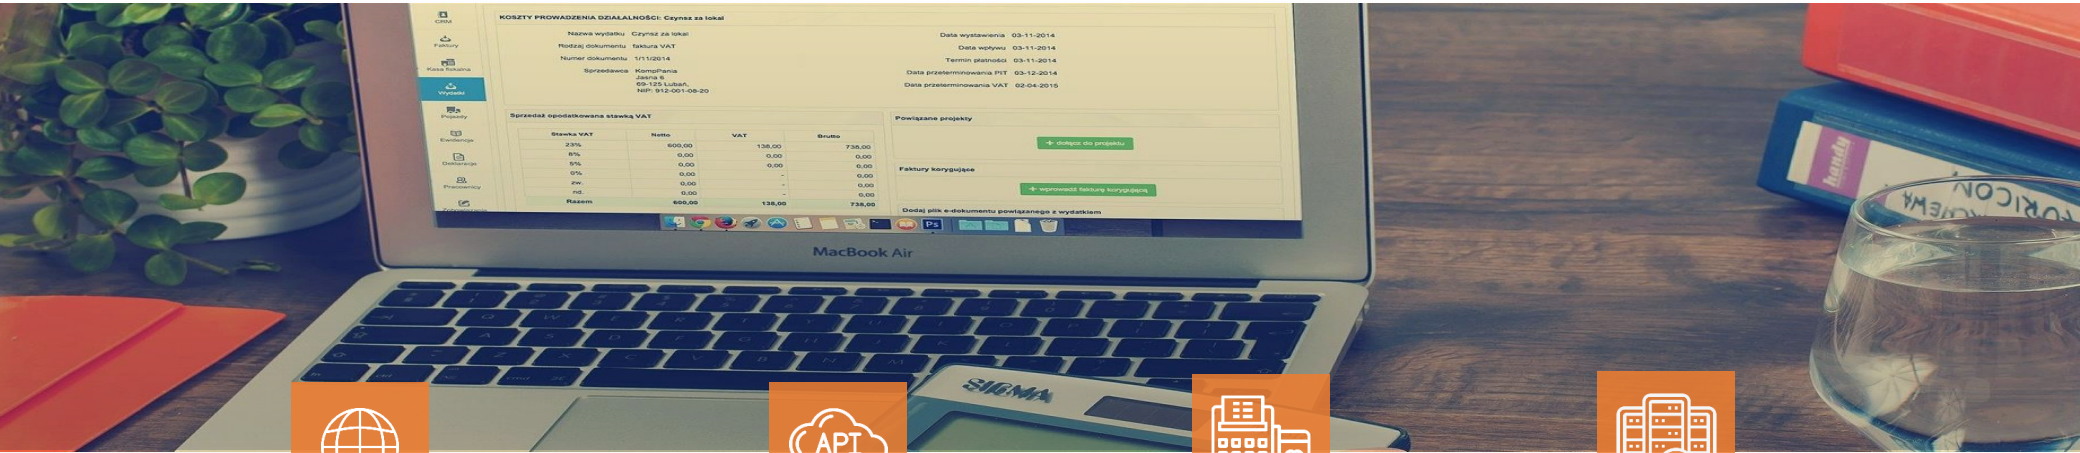 CRM
KOSZTY PROWADZENIA DZIAŁALNOŚCI: Czynsz za lokal
Faktury
Nazwa wydatku Czynsz za lokal
Rodzaj dokumentu faktura VAT
Numer dokumentu 1/11/2014
Sprzedawca KompPania
Jasna 6
69-125 Lubań,
NIP: 912-001-08-20
Data wystawienia 03-11-2014
Data wpływu 03-11-2014
Termin płatności 03-11-2014
Data przeterminowania PIT 03-12-2014
Data przeterminowania VAT 02-04-2015
Kasa fiskalna
Wydatki
Pojazdy
Ewidencje
Deklaracje
Pracownicy
Sprzedaż opodatkowana stawką VAT
Stawka VAT Netto VAT Brutto
23% 600,00 138,00 738,00
8% 0,00 0,00 0,00
5% 0,00 0,00 0,00
0% 0,00 - 0,00
zw. 0,00 - 0,00
nd. 0,00 - 0,00
Razem 600,00 138,00 738,00
Powiązane projekty
+ dołącz do projektu
Faktury korygujące
+ wprowadź fakturę korygującą
Dodaj plik e-dokumentu powiązanego z wydatkiem
Ps
MacBook Air
handy
SIGMA
API